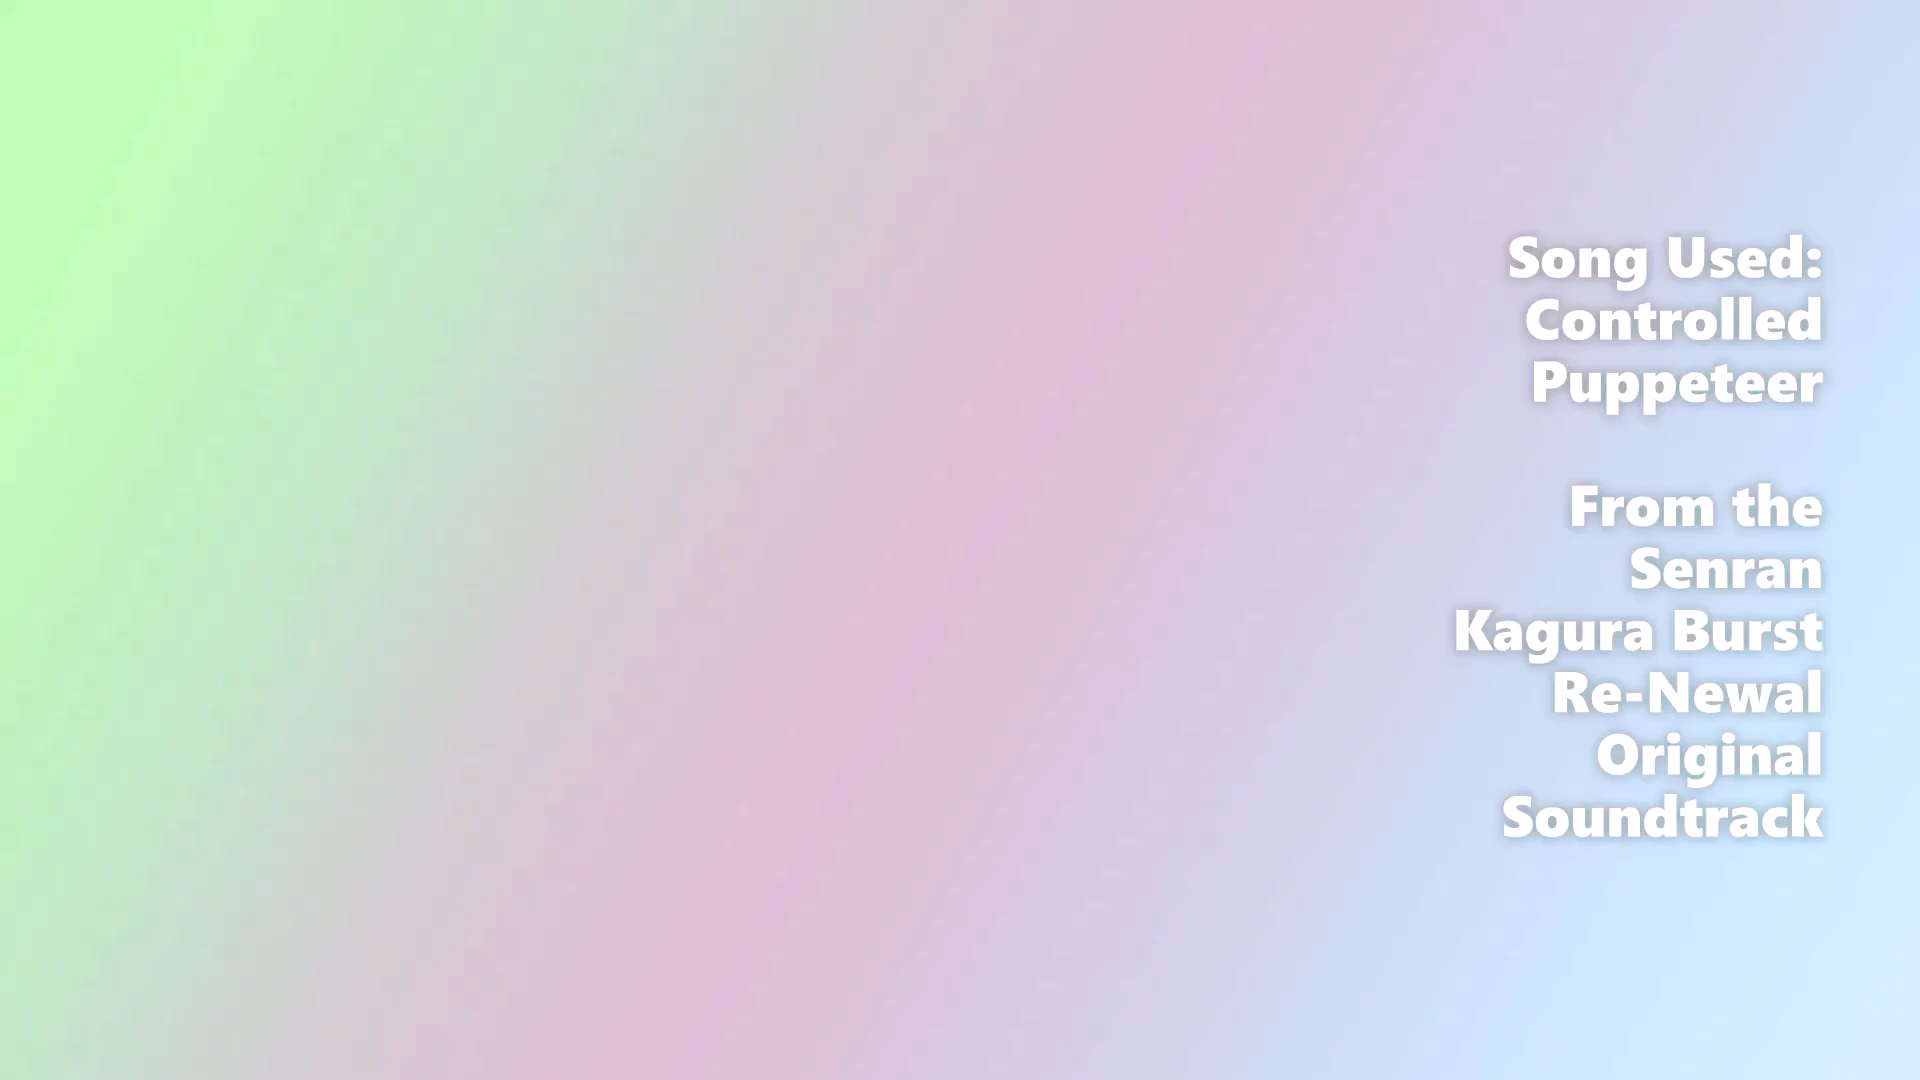 Song Used:
Controlled
Puppeteer
From the
Senran
Kagura Burst
Re-Newal
Original
Soundtrack